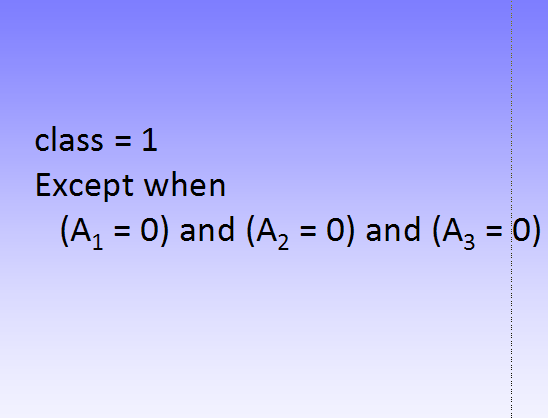 class = 1
Except when
(A₁ = 0) and (A₂ = 0) and (A₃ = 0)